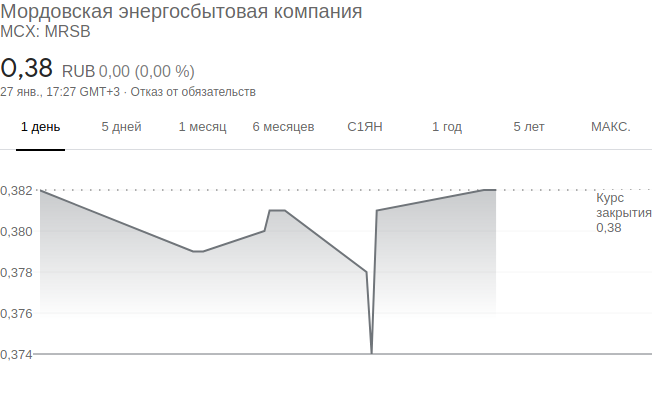 Мордовская энергосбытовая компания
MCX: MRSB
0,38 RUB 0,00 (0,00 %)
27 янв., 17:27 GMT+3 · Отказ от обязательств
1 день 5 дней 1 месяц 6 месяцев С1ЯН 1 год 5 лет МАКС.
0,382
Курс
закрытия
0,38
0,380
0,378
0,376
0,374